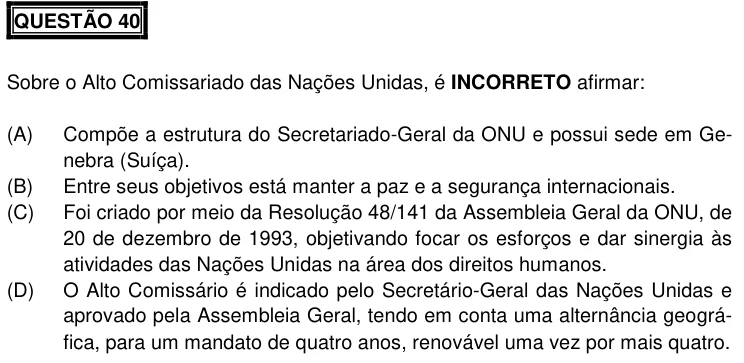 QUESTÃO 40
Sobre o Alto Comissariado das Nações Unidas, é INCORRETO afirmar:
(A) Compõe a estrutura do Secretariado-Geral da ONU e possui sede em Ge-
nebra (Suíça).
(B) Entre seus objetivos está manter a paz e a segurança internacionais.
(C) Foi criado por meio da Resolução 48/141 da Assembleia Geral da ONU, de
20 de dezembro de 1993, objetivando focar os esforços e dar sinergia às
atividades das Nações Unidas na área dos direitos humanos.
(D) O Alto Comissário é indicado pelo Secretário-Geral das Nações Unidas e
aprovado pela Assembleia Geral, tendo em conta uma alternância geográ-
fica, para um mandato de quatro anos, renovável uma vez por mais quatro.